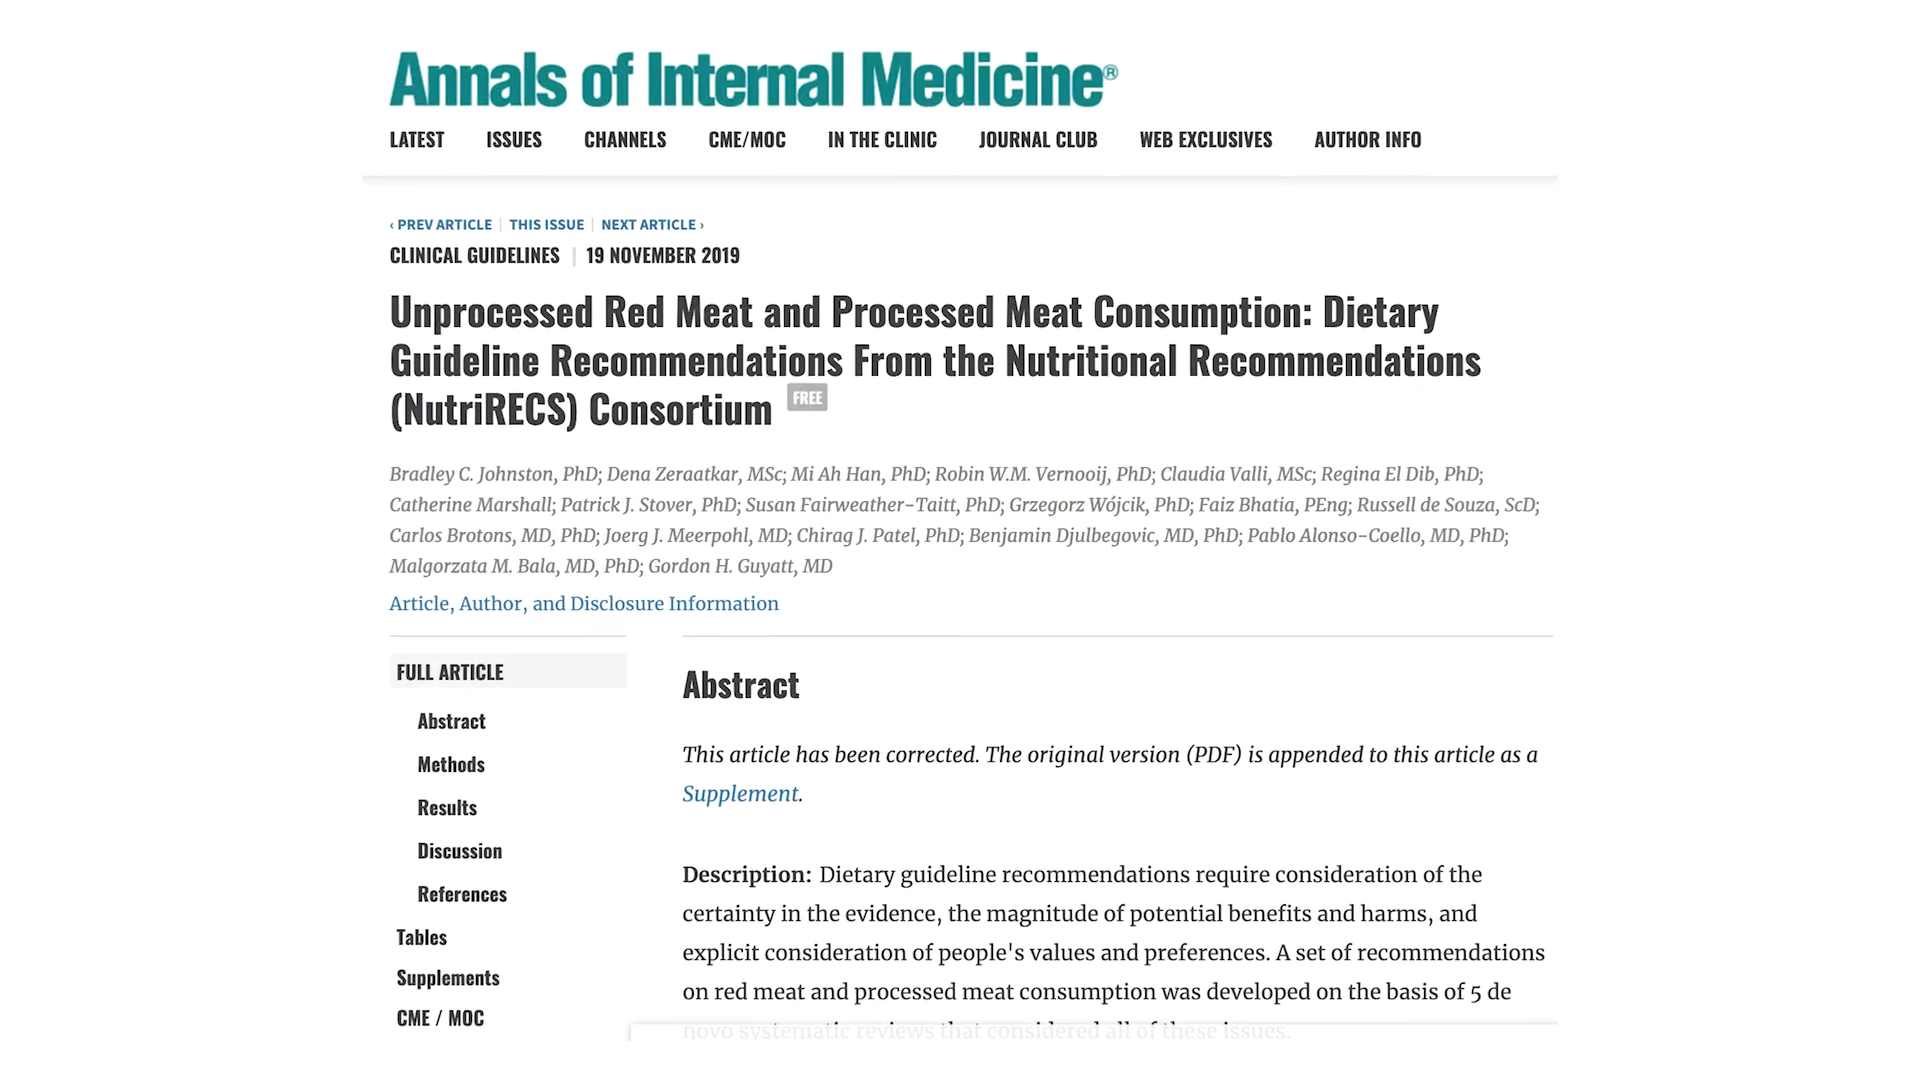 Annals of Internal Medicine®
LATEST ISSUES CHANNELS CME/MOC IN THE CLINIC JOURNAL CLUB WEB EXCLUSIVES AUTHOR INFO
‹ PREV ARTICLE | THIS ISSUE | NEXT ARTICLE ›
CLINICAL GUIDELINES | 19 NOVEMBER 2019
Unprocessed Red Meat and Processed Meat Consumption: Dietary
Guideline Recommendations From the Nutritional Recommendations
(NutriRECS) Consortium FREE
Bradley C. Johnston, PhD; Dena Zeraatkar, MSc; Mi Ah Han, PhD; Robin W.M. Vernooij, PhD; Claudia Valli, MSc; Regina El Dib, PhD;
Catherine Marshall; Patrick J. Stover, PhD; Susan Fairweather-Taitt, PhD; Grzegorz Wójcik, PhD; Faiz Bhatia, PEng; Russell de Souza, ScD;
Carlos Brotons, MD, PhD; Joerg J. Meerpohl, MD; Chirag J. Patel, PhD; Benjamin Djulbegovic, MD, PhD; Pablo Alonso-Coello, MD, PhD;
Malgorzata M. Bala, MD, PhD; Gordon H. Guyatt, MD
Article, Author, and Disclosure Information
FULL ARTICLE
Abstract
Methods
Results
Discussion
References
Tables
Supplements
CME / MOC
Abstract
This article has been corrected. The original version (PDF) is appended to this article as a
Supplement.
Description: Dietary guideline recommendations require consideration of the
certainty in the evidence, the magnitude of potential benefits and harms, and
explicit consideration of people's values and preferences. A set of recommendations
on red meat and processed meat consumption was developed on the basis of 5 de
novo systematic reviews that considered all of these issues.